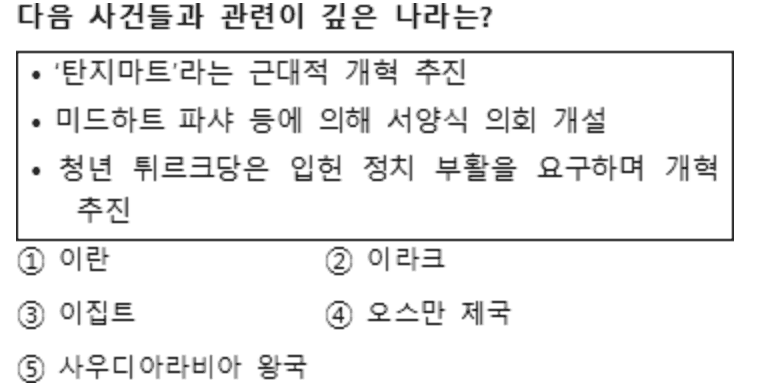 다음 사건들과 관련이 깊은 나라는?
• ‘탄지마트’라는 근대적 개혁 추진
• 미드하트 파샤 등에 의해 서양식 의회 개설
• 청년 튀르크당은 입헌 정치 부활을 요구하며 개혁
추진
① 이란 ② 이라크
③ 이집트 ④ 오스만 제국
⑤ 사우디아라비아 왕국